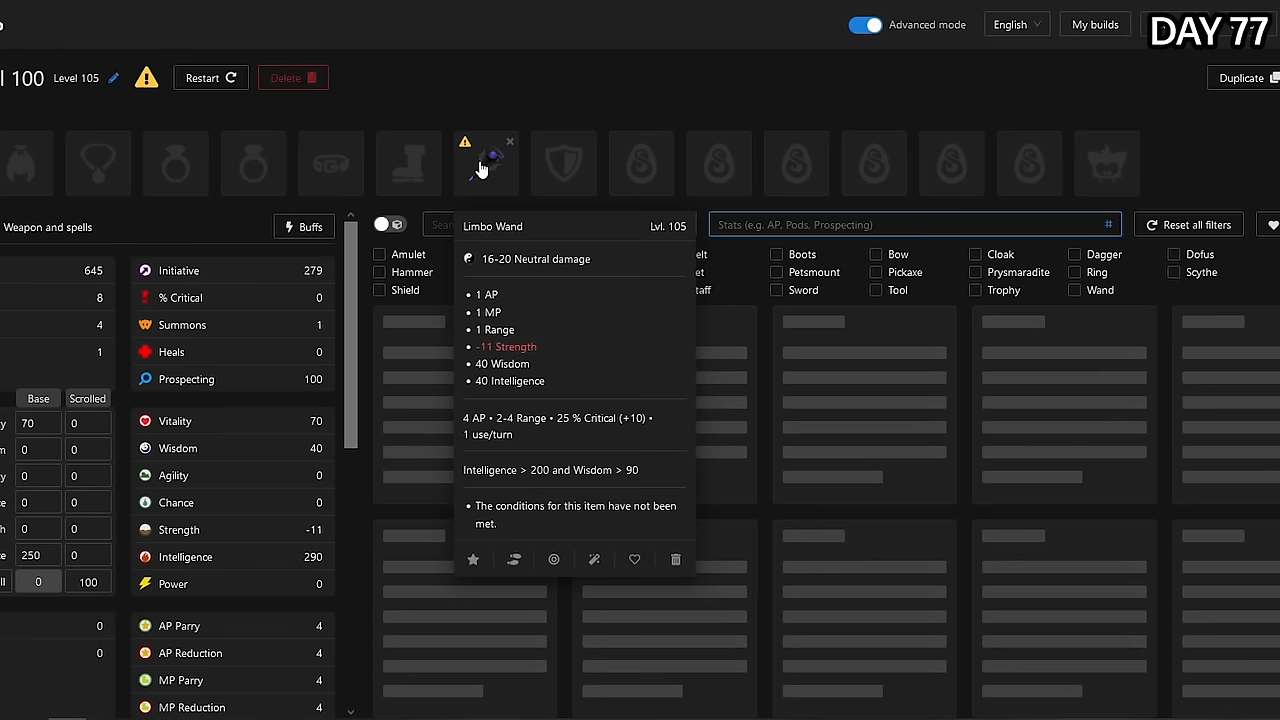 Advanced mode
English
My builds
DAY 77
l 100
Level 105
Restart
Delete
Duplicate
Weapon and spells
Buffs
Stats (e.g. AP, Pods, Prospecting)
Reset all filters
Amulet
Boots
Bow
Cloak
Dagger
Dofus
Hammer
Petsmount
Pickaxe
Prysmaradite
Ring
Scythe
Shield
Sword
Tool
Trophy
Wand
Limbo Wand
Lvl. 105
16-20 Neutral damage
• 1 AP
• 1 MP
• 1 Range
• -11 Strength
• 40 Wisdom
• 40 Intelligence
4 AP • 2-4 Range • 25 % Critical (+10) •
1 use/turn
Intelligence > 200 and Wisdom > 90
• The conditions for this item have not been
met.
645
8
4
1
Initiative 279
% Critical 0
Summons 1
Heals 0
Prospecting 100
Base
Scrolled
70 0
0 0
0 0
0 0
0 0
250 0
0 100
Vitality 70
Wisdom 40
Agility 0
Chance 0
Strength -11
Intelligence 290
Power 0
0
0
AP Parry 4
AP Reduction 4
MP Parry 4
MP Reduction 4